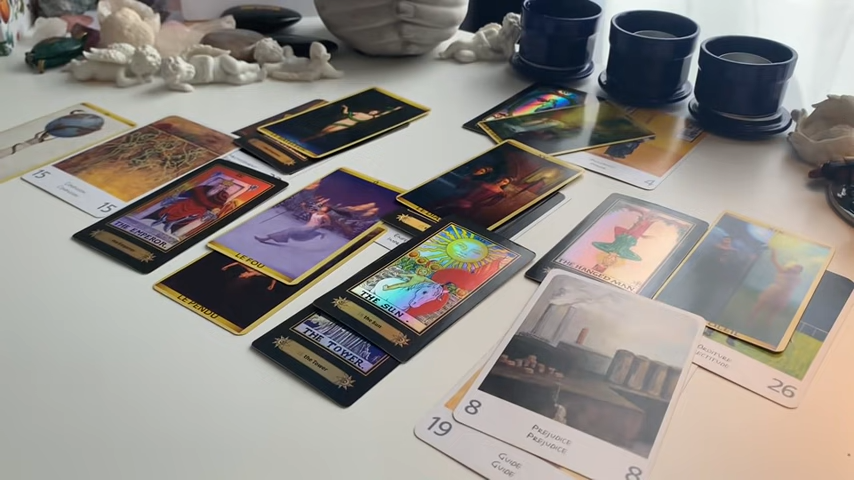 15
15
THE EMPEROR.
LE FOU
LE PENDU
THE SUN.
the Sun
THE TOWER.
the Tower
4
THE HANGED MAN.
26
8
PREJUDICE
PREJUDICE
8
19
GUIDE
GUIDE